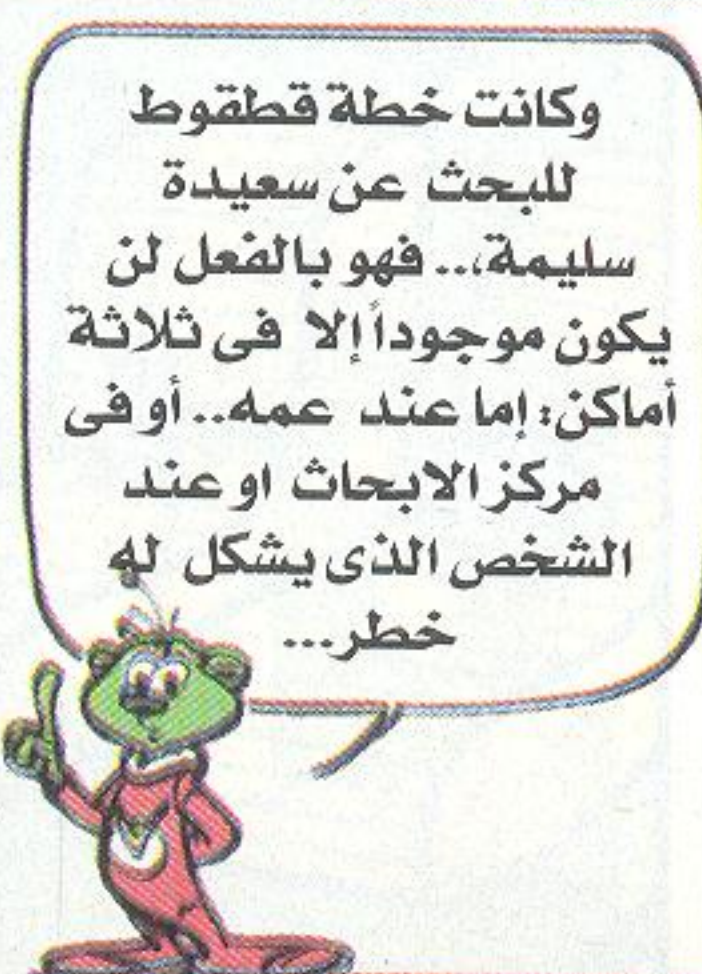 وكانت خطة قطقوط
للبحث عن سعيدة
سليمة... فهو بالفعل لن
يكون موجوداً إلا فى ثلاثة
أماكن: إما عند عمه.. أو فى
مركز الابحاث او عند
الشخص الذى يشكل له
خطر...